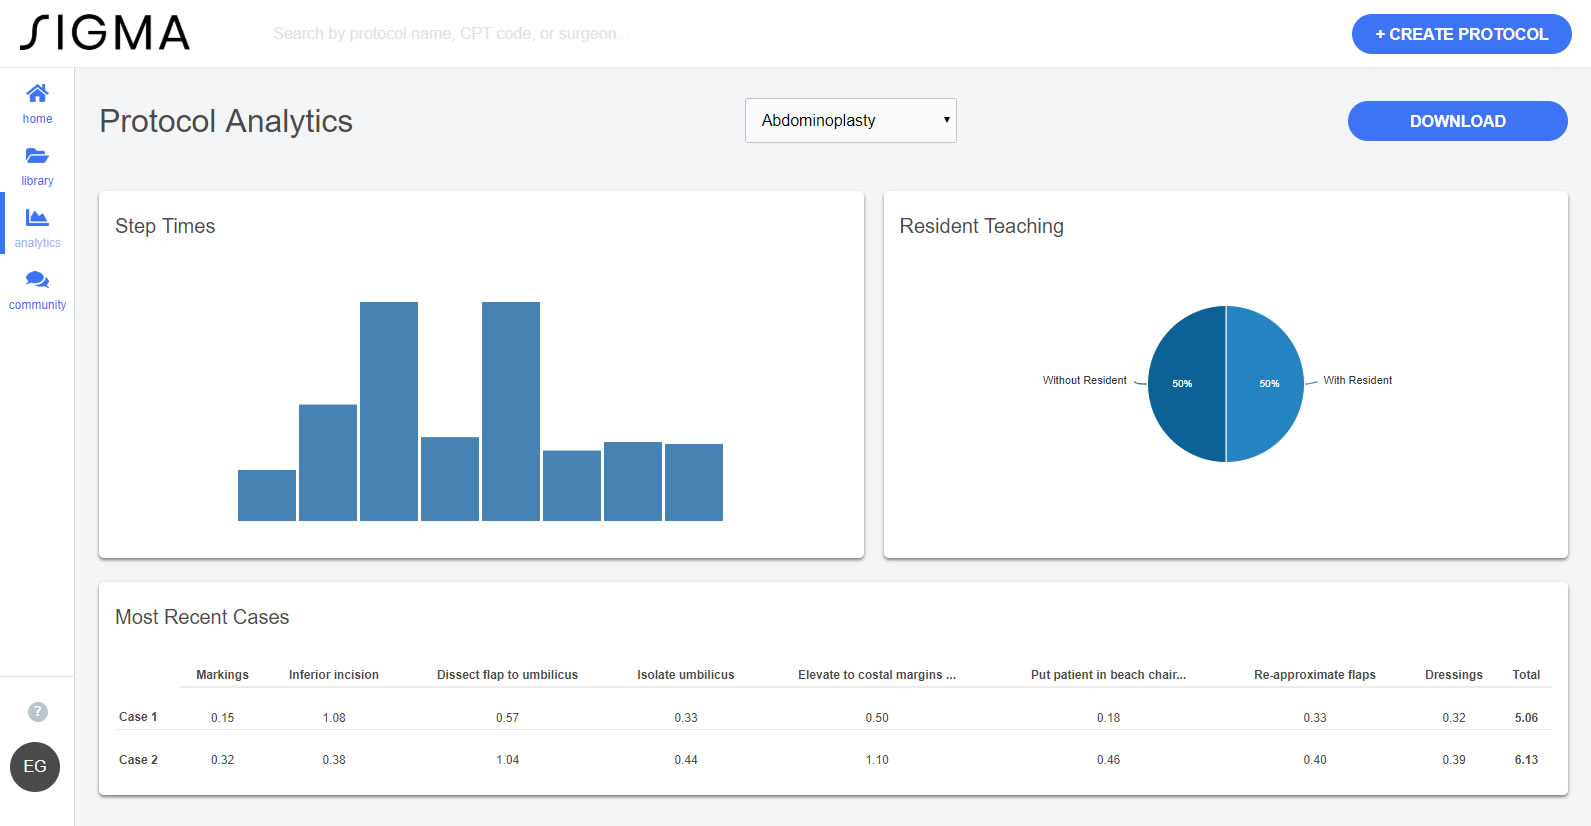 SIGMA
Search by protocol name, CPT code, or surgeon...
+ CREATE PROTOCOL
home
library
analytics
community
?
EG
Protocol Analytics
Abdominoplasty
DOWNLOAD
Step Times
Resident Teaching
Without Resident 50% 50% With Resident
Most Recent Cases
Markings Inferior incision Dissect flap to umbilicus Isolate umbilicus Elevate to costal margins ... Put patient in beach chair... Re-approximate flaps Dressings Total
Case 1 0.15 1.08 0.57 0.33 0.50 0.18 0.33 0.32 5.06
Case 2 0.32 0.38 1.04 0.44 1.10 0.46 0.40 0.39 6.13